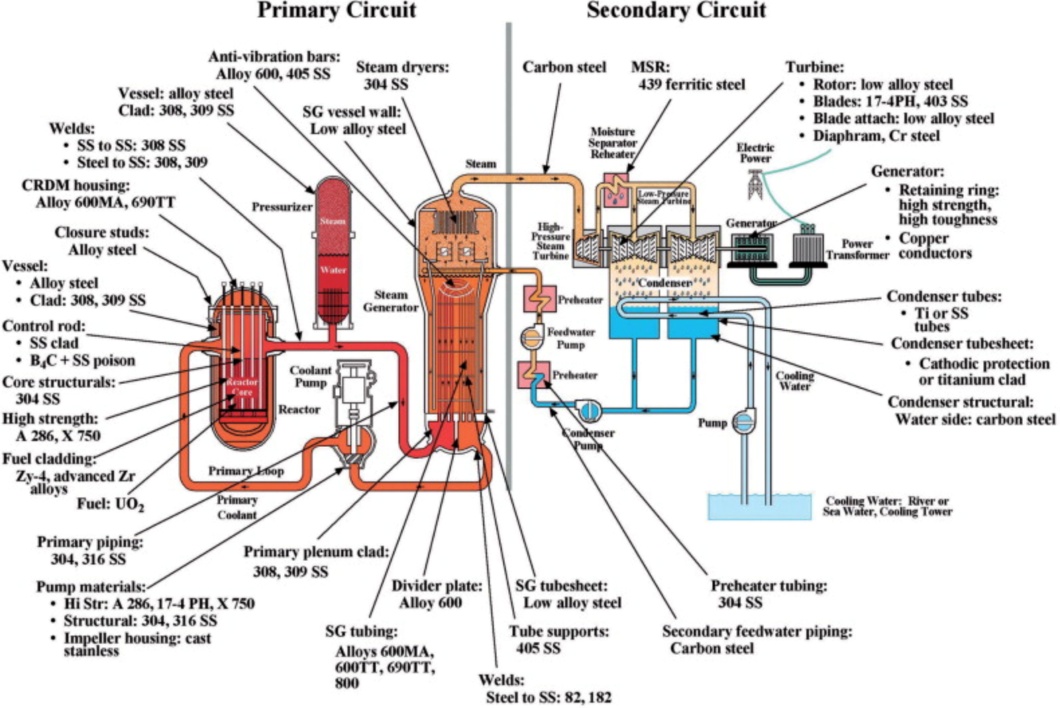 Primary Circuit
Secondary Circuit
Anti-vibration bars:
Alloy 600, 405 SS
Steam dryers:
304 SS
Vessel: alloy steel
Clad: 308, 309 SS
SG vessel wall:
Low alloy steel
Welds:
• SS to SS: 308 SS
• Steel to SS: 308, 309
CRDM housing:
Alloy 600MA, 690TT
Closure studs:
Alloy steel
Vessel:
• Alloy steel
• Clad: 308, 309 SS
Control rod:
• SS clad
• B₄C + SS poison
Core structurals:
304 SS
High strength:
A 286, X 750
Fuel cladding:
Zy-4, advanced Zr
alloys
Fuel: UO₂
Primary piping:
304, 316 SS
Pump materials:
• Hi Str: A 286, 17-4 PH, X 750
• Structural: 304, 316 SS
• Impeller housing: cast
stainless
Pressurizer
Steam
Water
Steam
Generator
Reactor
Core
Reactor
Coolant
Pump
Primary Loop
Primary
Coolant
Primary plenum clad:
308, 309 SS
Divider plate:
Alloy 600
SG tubing:
Alloys 600MA,
600TT, 690TT,
800
SG tubesheet:
Low alloy steel
Tube supports:
405 SS
Welds:
Steel to SS: 82, 182
Steam
Carbon steel
MSR:
439 ferritic steel
Moisture
Separator
Reheater
Turbine:
• Rotor: low alloy steel
• Blades: 17-4PH, 403 SS
• Blade attach: low alloy steel
• Diaphram, Cr steel
Electric
Power
Generator:
• Retaining ring:
high strength,
high toughness
• Copper
conductors
Low-Pressure
Steam Turbine
High-
Pressure
Steam
Turbine
Generator
Power
Transformer
Condenser
Preheater
Feedwater
Pump
Preheater
Condenser
Pump
Cooling
Water
Pump
Condenser tubes:
• Ti or SS
tubes
Condenser tubesheet:
• Cathodic protection
or titanium clad
Condenser structural:
Water side: carbon steel
Cooling Water: River or
Sea Water, Cooling Tower
Preheater tubing:
304 SS
Secondary feedwater piping:
Carbon steel